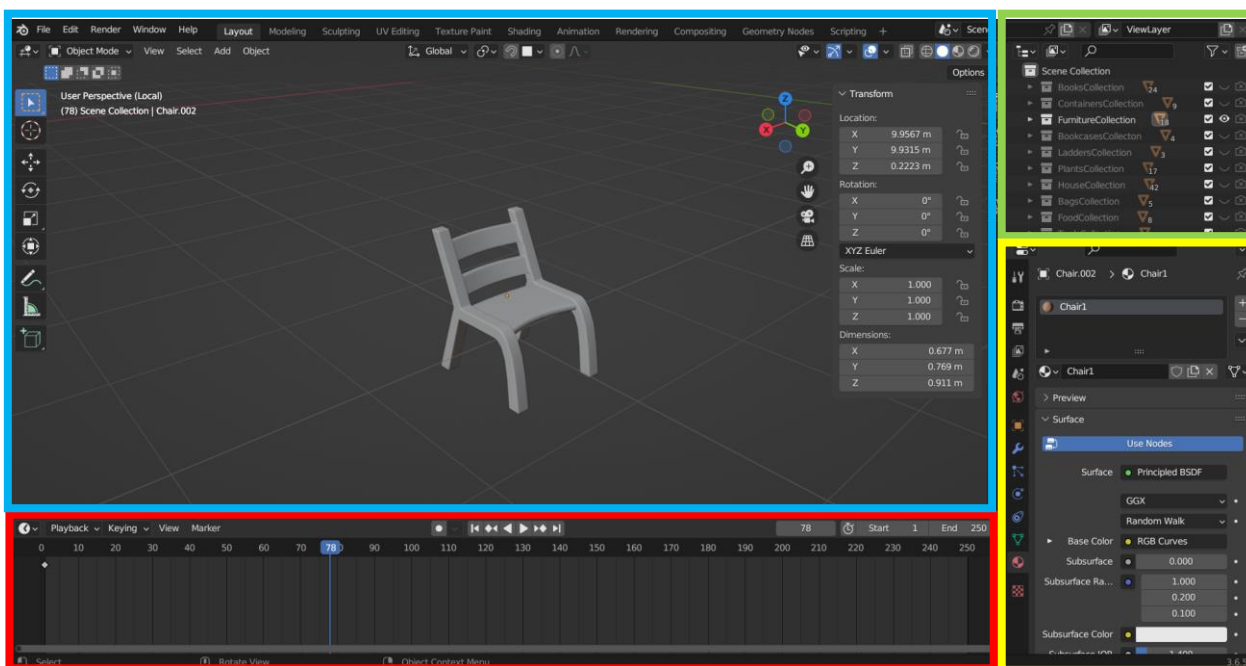 File Edit Render Window Help Layout Modeling Sculpting UV Editing Texture Paint Shading Animation Rendering Compositing Geometry Nodes Scripting + Scen
Object Mode View Select Add Object Global
Options
User Perspective (Local)
(78) Scene Collection | Chair.002
X
Y
Z
Transform
Location:
X 9.9567 m
Y 9.9315 m
Z 0.2223 m
Rotation:
X 0°
Y 0°
Z 0°
XYZ Euler
Scale:
X 1.000
Y 1.000
Z 1.000
Dimensions:
X 0.677 m
Y 0.769 m
Z 0.911 m
Playback Keying View Marker 78 Start 1 End 250
0 10 20 30 40 50 60 70 78 90 100 110 120 130 140 150 160 170 180 190 200 210 220 230 240 250
Select Rotate View Object Context Menu
ViewLayer
Scene Collection
BooksCollection 24
ContainersCollection 9
FurnitureCollection 18
BookcasesCollecton 4
LaddersCollection 3
PlantsCollection 17
HouseCollection 42
BagsCollection 5
FoodCollection 8
Chair.002 > Chair1
Chair1
Chair1
Preview
Surface
Use Nodes
Surface Principled BSDF
GGX
Random Walk
Base Color RGB Curves
Subsurface 0.000
Subsurface Ra... 1.000
0.200
0.100
Subsurface Color
Subsurface IOR 1.400